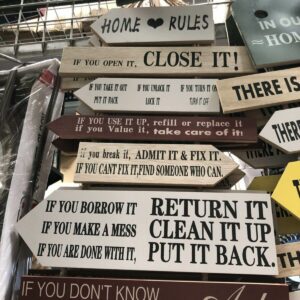 HOME ❤ RULES
IF YOU OPEN IT, CLOSE IT!
IF YOU TAKE IT OUT IF YOU UNLOCK IT IF YOU TURN IT ON
PUT IT BACK LOCK IT TURN IT OFF
IF YOU USE IT UP, refill or replace it
if you Value it, take care of it!
if you break it, ADMIT IT & FIX IT.
IF YOU CANT FIX IT,FIND SOMEONE WHO CAN.
IF YOU BORROW IT RETURN IT
IF YOU MAKE A MESS CLEAN IT UP
IF YOU ARE DONE WITH IT, PUT IT BACK.
IF YOU DON'T KNOW
IN OUR
HOME
THERE IS